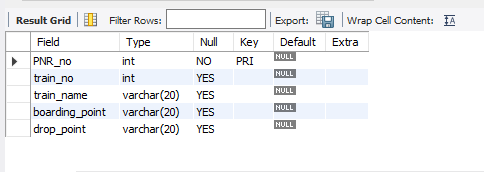 Result Grid Filter Rows: Export: Wrap Cell Content: IA
Field Type Null Key Default Extra
PNR_no int NO PRI NULL
train_no int YES NULL
train_name varchar(20) YES NULL
boarding_point varchar(20) YES NULL
drop_point varchar(20) YES NULL